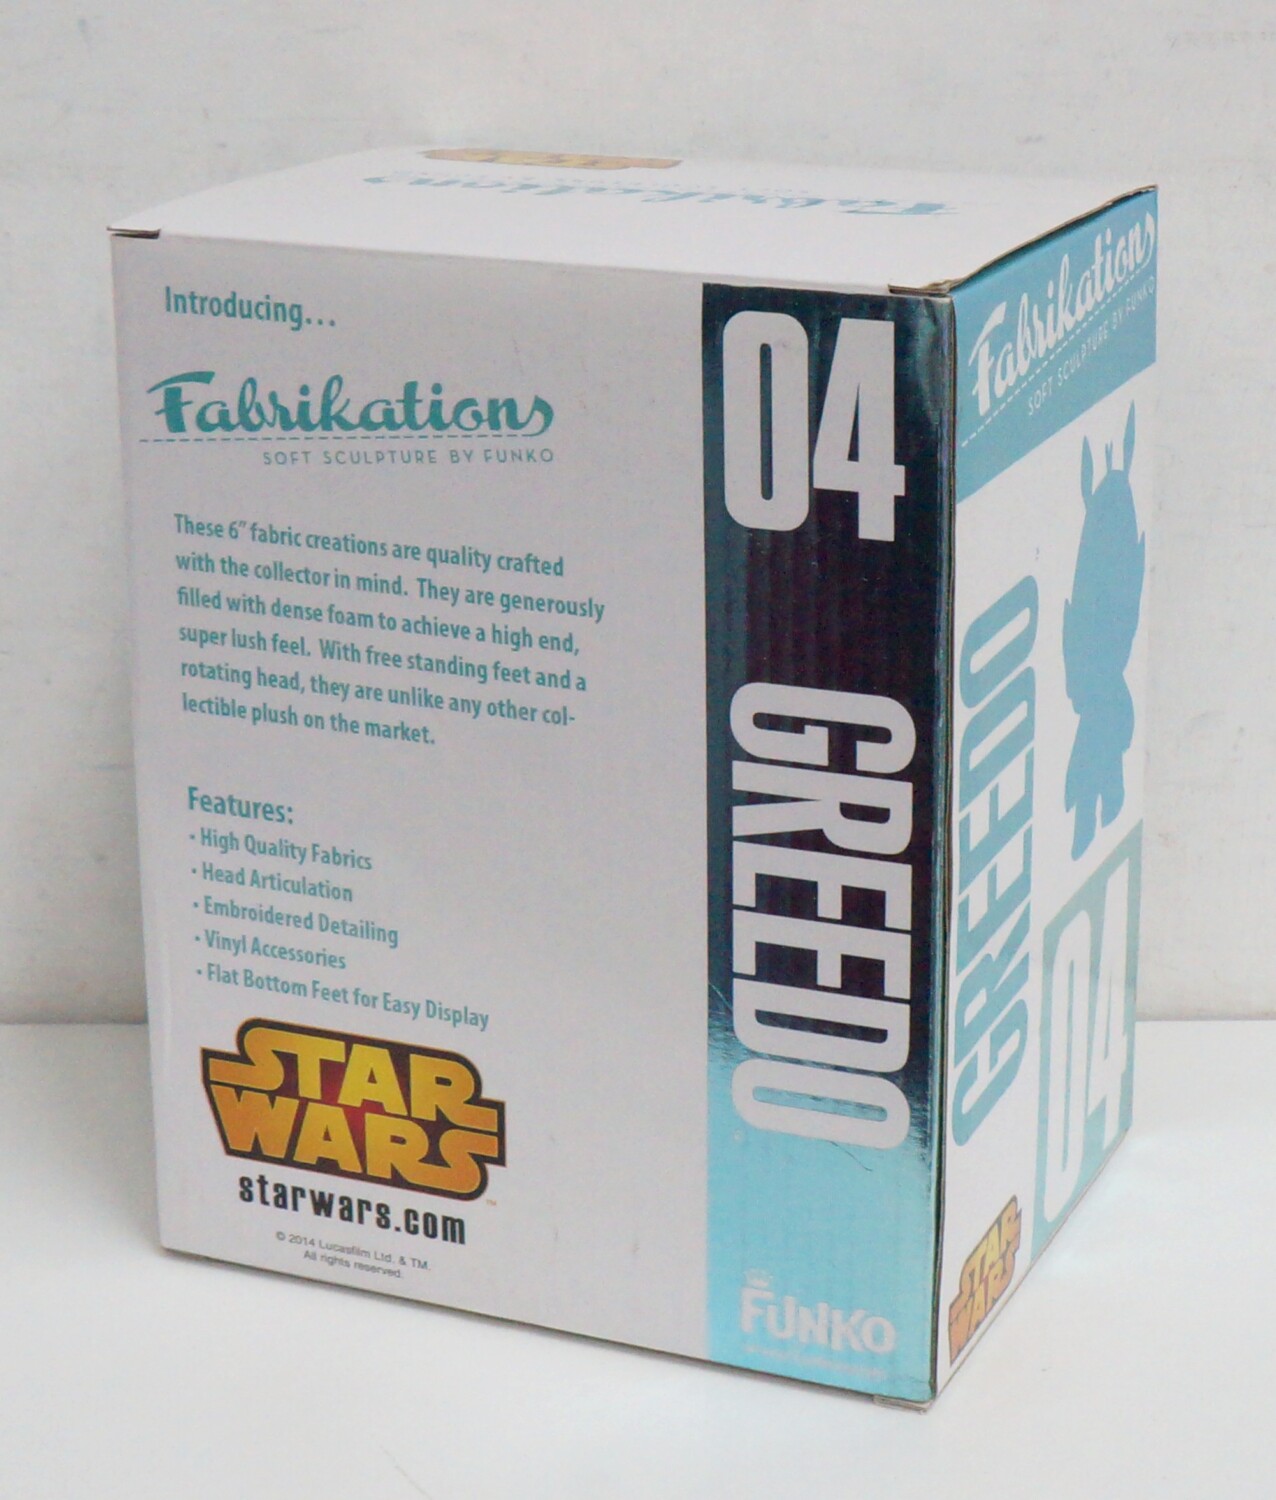 STAR WARS
Fabrikations
Introducing...
Fabrikations
SOFT SCULPTURE BY FUNKO
These 6" fabric creations are quality crafted
with the collector in mind. They are generously
filled with dense foam to achieve a high end,
super lush feel. With free standing feet and a
rotating head, they are unlike any other col-
lectible plush on the market.
Features:
• High Quality Fabrics
• Head Articulation
• Embroidered Detailing
• Vinyl Accessories
• Flat Bottom Feet for Easy Display
STAR
WARS
TM
starwars.com
© 2014 Lucasfilm Ltd. & TM.
All rights reserved.
04
GREEDO
FUNKO
Fabrikations
SOFT SCULPTURE BY FUNKO
GREEDO
04
STAR
WARS